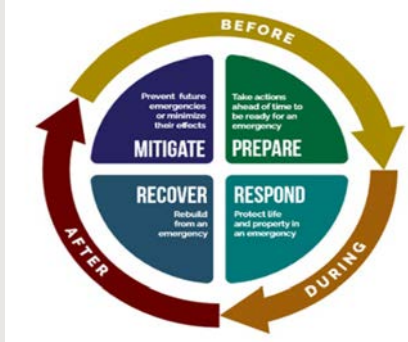 BEFORE
Prevent future
emergencies
or minimize
their effects
MITIGATE
Take actions
ahead of time to
be ready for an
emergency
PREPARE
RECOVER
Rebuild
from an
emergency
RESPOND
Protect life
and property in
an emergency
AFTER
DURING